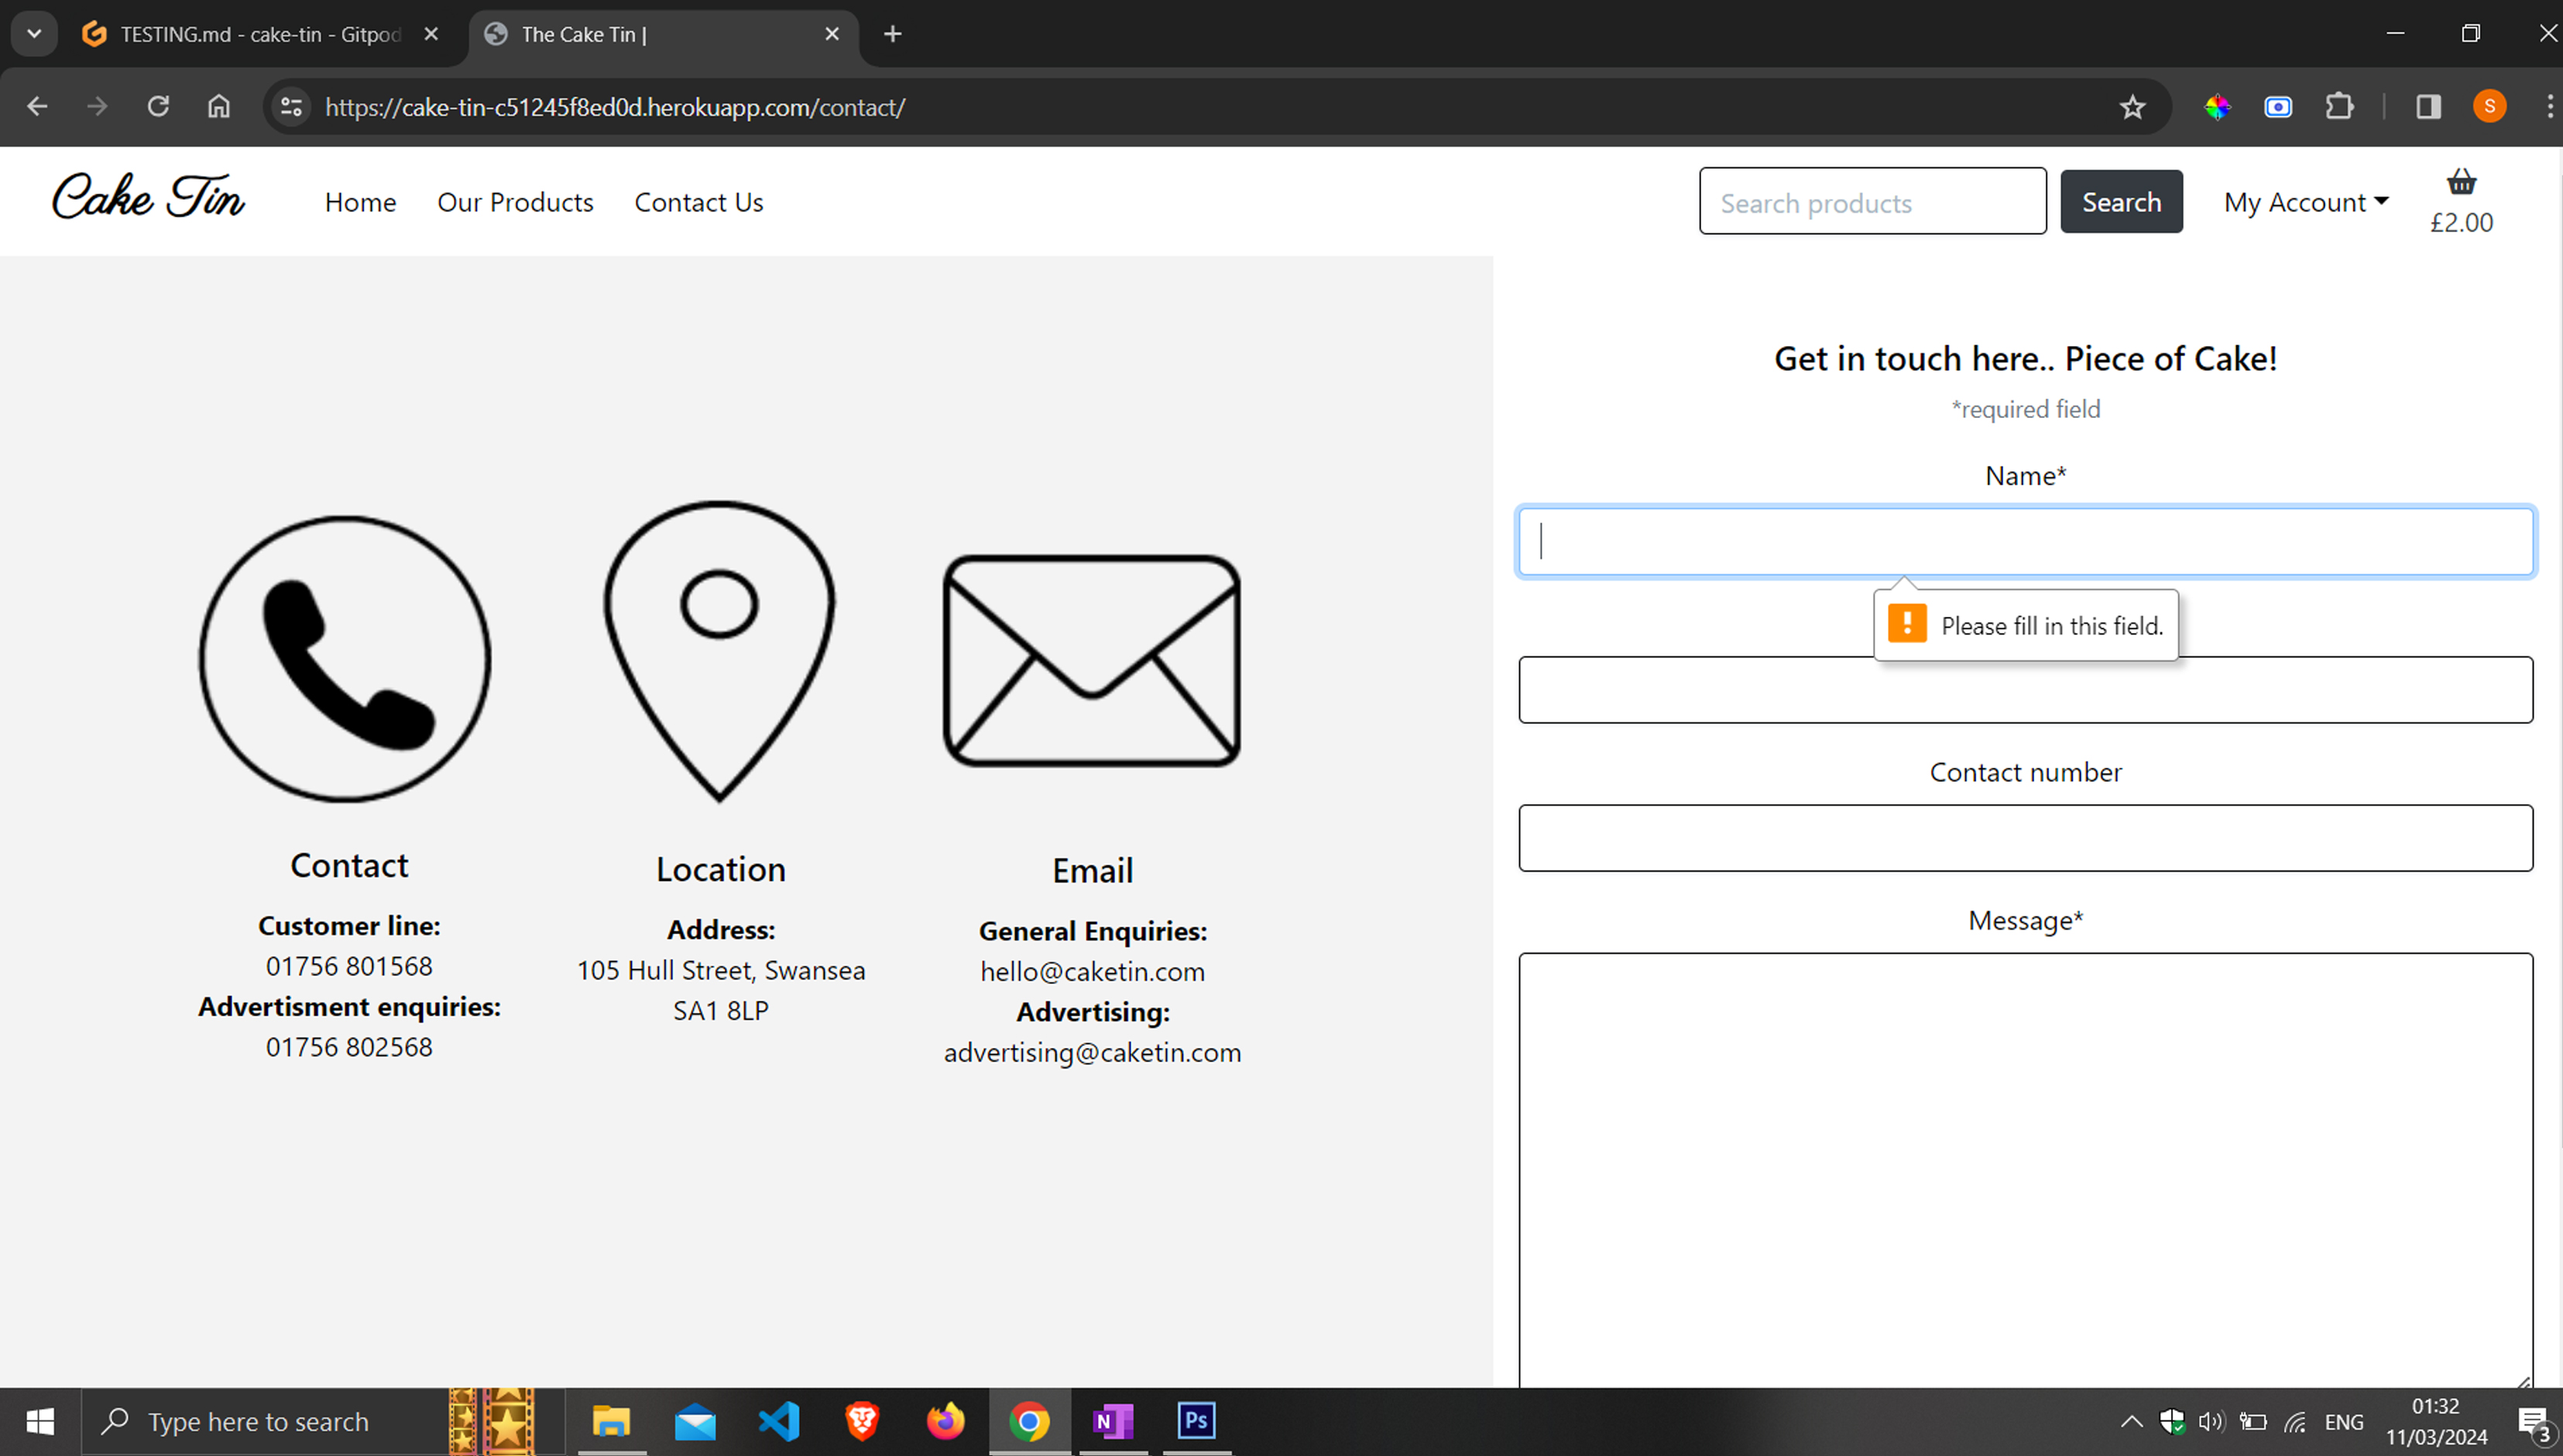 TESTING.md - cake-tin - Gitpod
The Cake Tin |
https://cake-tin-c51245f8ed0d.herokuapp.com/contact/
S
Cake Tin
Home
Our Products
Contact Us
Search products
Search
My Account
£2.00
Get in touch here.. Piece of Cake!
*required field
Name*
Please fill in this field.
Contact number
Message*
Contact
Customer line:
01756 801568
Advertisment enquiries:
01756 802568
Location
Address:
105 Hull Street, Swansea
SA1 8LP
Email
General Enquiries:
hello@caketin.com
Advertising:
advertising@caketin.com
Type here to search
N
Ps
ENG
01:32
11/03/2024
3